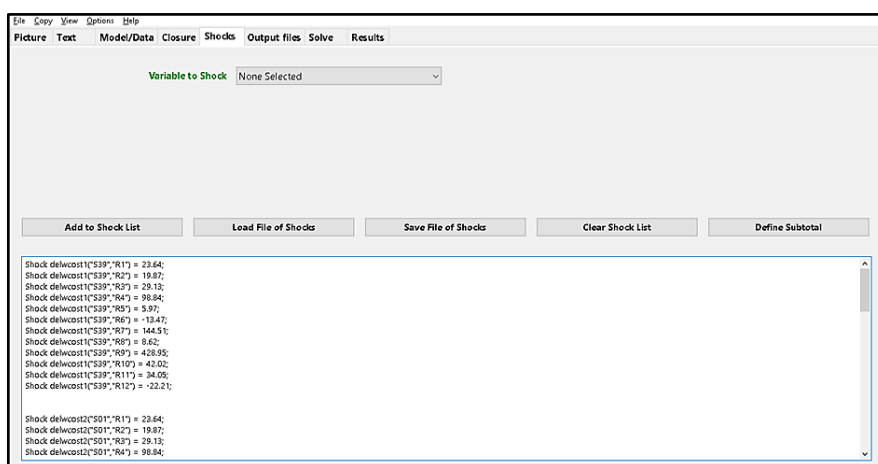 File Copy View Options Help
Picture Text Model/Data Closure Shocks Output files Solve Results
Variable to Shock None Selected
Add to Shock List Load File of Shocks Save File of Shocks Clear Shock List Define Subtotal
Shock delwcost1("S39","R1") = 23.64;
Shock delwcost1("S39","R2") = 19.87;
Shock delwcost1("S39","R3") = 29.13;
Shock delwcost1("S39","R4") = 98.84;
Shock delwcost1("S39","R5") = 5.97;
Shock delwcost1("S39","R6") = -13.47;
Shock delwcost1("S39","R7") = 144.51;
Shock delwcost1("S39","R8") = 8.62;
Shock delwcost1("S39","R9") = 428.95;
Shock delwcost1("S39","R10") = 42.02;
Shock delwcost1("S39","R11") = 34.05;
Shock delwcost1("S39","R12") = -22.21;
Shock delwcost2("S01","R1") = 23.64;
Shock delwcost2("S01","R2") = 19.87;
Shock delwcost2("S01","R3") = 29.13;
Shock delwcost2("S01","R4") = 98.84;